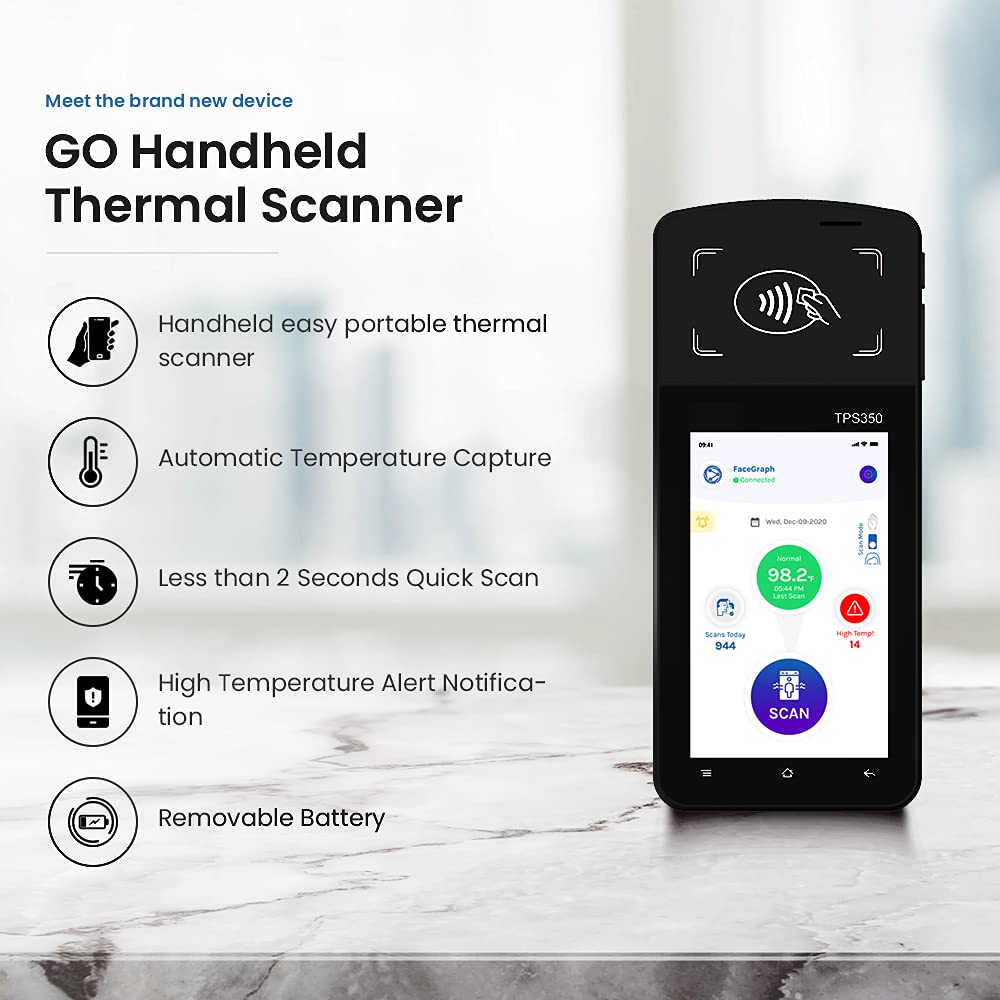 Meet the brand new device
GO Handheld
Thermal Scanner
Handheld easy portable thermal
scanner
Automatic Temperature Capture
Less than 2 Seconds Quick Scan
High Temperature Alert Notifica-
tion
Removable Battery
TPS350
09:41
FaceGraph
Connected
Wed, Dec-09-2020
Scan Mode
Normal
98.2°F
05:44 PM
Last Scan
Scans Today
944
High Temp!
14
SCAN